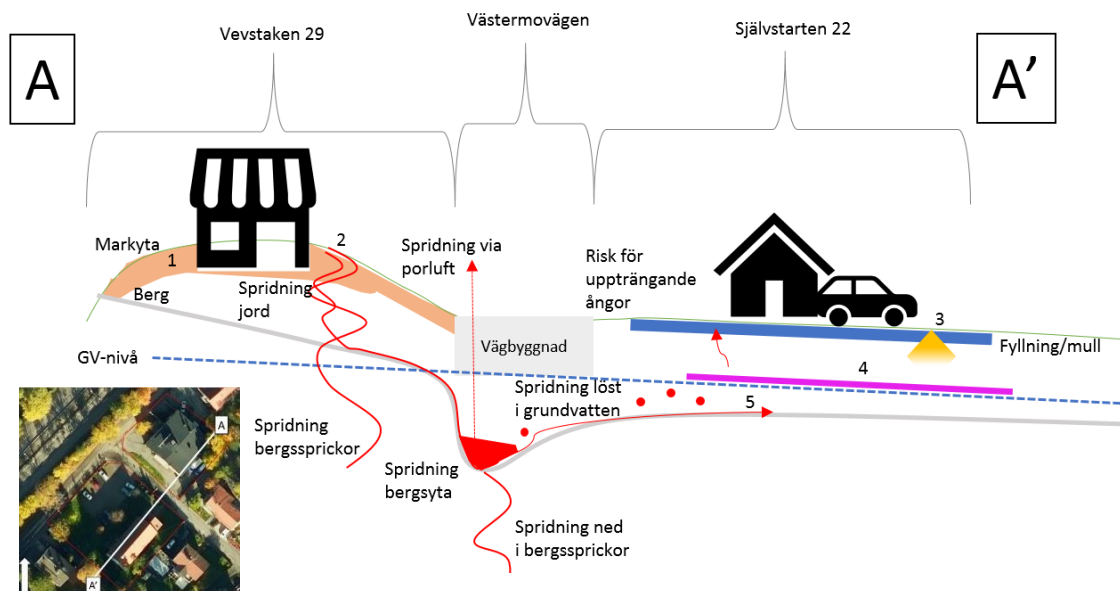 Vevstaken 29
Västermovägen
Självstarten 22
A
A’
Markyta
1
2
Berg
Spridning
jord
Spridning via
porluft
Risk för
uppträngande
ångor
3
Vägbyggnad
Fyllning/mull
GV-nivå
4
Spridning löst
i grundvatten
5
Spridning
bergssprickor
Spridning
bergsyta
Spridning ned
i bergssprickor
A
A'